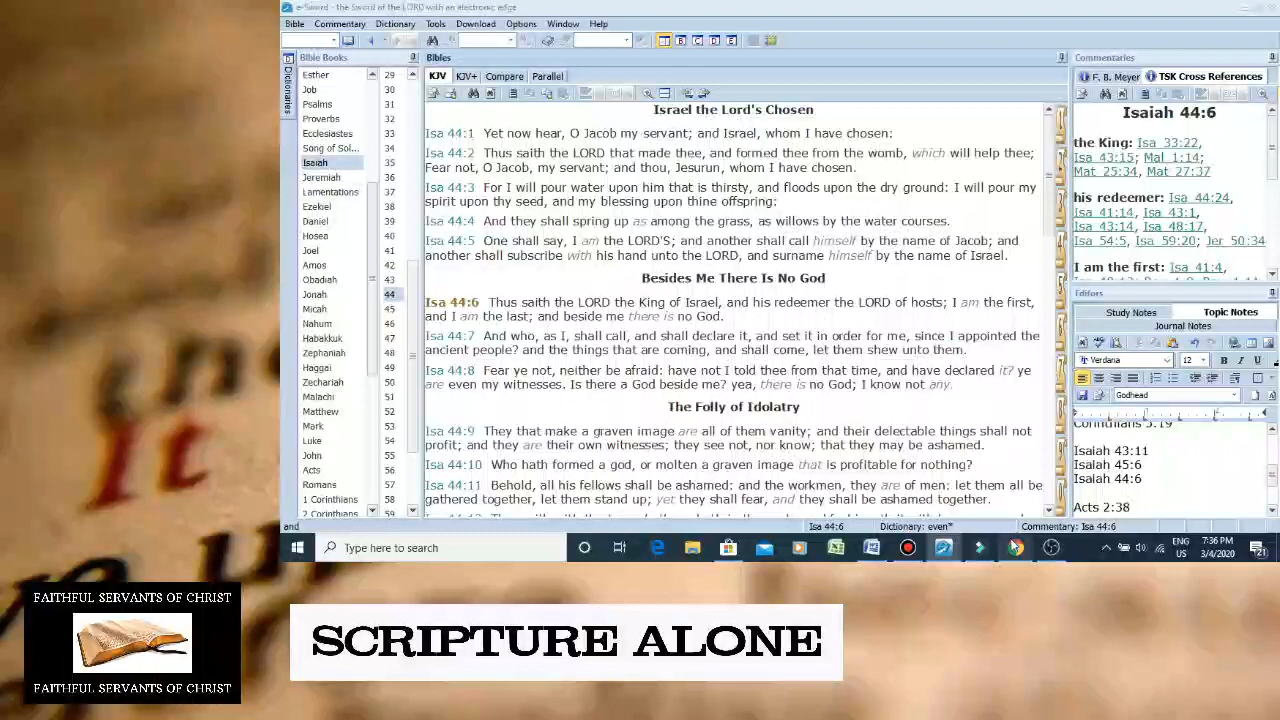 e-Sword - the Sword of the LORD with an electronic edge
Bible Commentary Dictionary Tools Download Options Window Help
Dictionaries
Bible Books
Esther 29
Job 30
Psalms 31
Proverbs 32
Ecclesiastes 33
Song of Sol... 34
Isaiah 35
Jeremiah 36
Lamentations 37
Ezekiel 38
Daniel 39
Hosea 40
Joel 41
Amos 42
Obadiah 43
Jonah 44
Micah 45
Nahum 46
Habakkuk 47
Zephaniah 48
Haggai 49
Zechariah 50
Malachi 51
Matthew 52
Mark 53
Luke 54
John 55
Acts 56
Romans 57
1 Corinthians 58
2 Corinthians 59
Bibles
KJV KJV+ Compare Parallel
Israel the Lord's Chosen
Isa 44:1 Yet now hear, O Jacob my servant; and Israel, whom I have chosen:
Isa 44:2 Thus saith the LORD that made thee, and formed thee from the womb, which will help thee;
Fear not, O Jacob, my servant; and thou, Jesurun, whom I have chosen.
Isa 44:3 For I will pour water upon him that is thirsty, and floods upon the dry ground: I will pour my
spirit upon thy seed, and my blessing upon thine offspring:
Isa 44:4 And they shall spring up as among the grass, as willows by the water courses.
Isa 44:5 One shall say, I am the LORD'S; and another shall call himself by the name of Jacob; and
another shall subscribe with his hand unto the LORD, and surname himself by the name of Israel.
Besides Me There Is No God
Isa 44:6 Thus saith the LORD the King of Israel, and his redeemer the LORD of hosts; I am the first,
and I am the last; and beside me there is no God.
Isa 44:7 And who, as I, shall call, and shall declare it, and set it in order for me, since I appointed the
ancient people? and the things that are coming, and shall come, let them shew unto them.
Isa 44:8 Fear ye not, neither be afraid: have not I told thee from that time, and have declared it? ye
are even my witnesses. Is there a God beside me? yea, there is no God; I know not any.
The Folly of Idolatry
Isa 44:9 They that make a graven image are all of them vanity; and their delectable things shall not
profit; and they are their own witnesses; they see not, nor know; that they may be ashamed.
Isa 44:10 Who hath formed a god, or molten a graven image that is profitable for nothing?
Isa 44:11 Behold, all his fellows shall be ashamed: and the workmen, they are of men: let them all be
gathered together, let them stand up; yet they shall fear, and they shall be ashamed together.
Commentaries
F. B. Meyer TSK Cross References
Isaiah 44:6
the King: Isa 33:22,
Isa 43:15; Mal 1:14;
Mat 25:34, Mat 27:37
his redeemer: Isa 44:24,
Isa 41:14, Isa 43:1,
Isa 43:14, Isa 48:17,
Isa 54:5, Isa 59:20; Jer 50:34
I am the first: Isa 41:4,
Editors
Study Notes Topic Notes
Journal Notes
Verdana 12 B I U
Godhead
Corinthians 5:19
Isaiah 43:11
Isaiah 45:6
Isaiah 44:6
Acts 2:38
and Isa 44:6 Dictionary: even* Commentary: Isa 44:6
Type here to search
ENG
US
7:36 PM
3/4/2020
21
It
FAITHFUL SERVANTS OF CHRIST
FAITHFUL SERVANTS OF CHRIST
SCRIPTURE ALONE